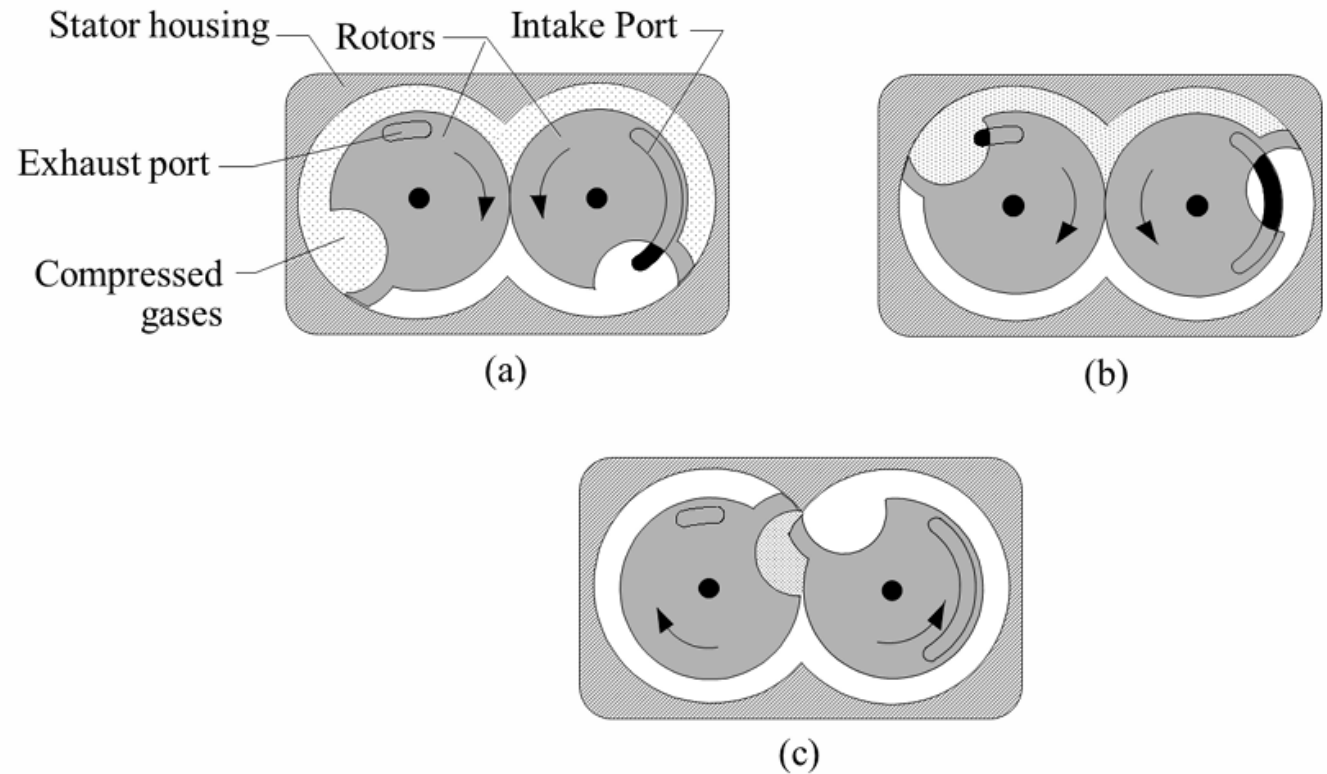 Stator housing
Rotors
Intake Port
Exhaust port
Compressed
gases
(a)
(b)
(c)